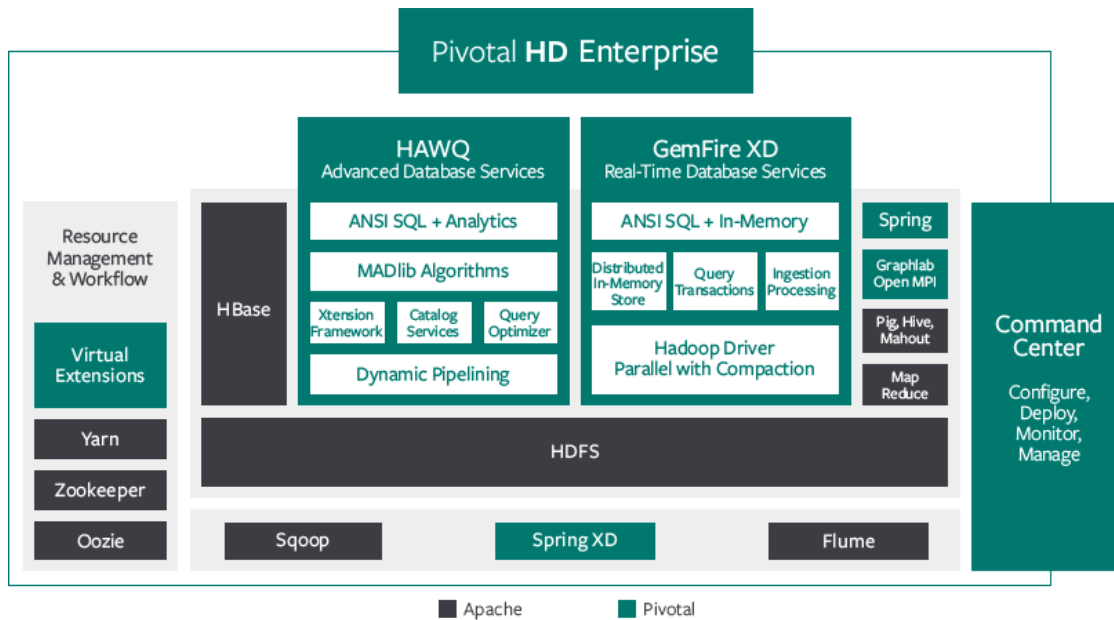 Pivotal HD Enterprise
Resource
Management
& Workflow
Virtual
Extensions
Yarn
Zookeeper
Oozie
HBase
HAWQ
Advanced Database Services
ANSI SQL + Analytics
MADlib Algorithms
Xtension
Framework
Catalog
Services
Query
Optimizer
Dynamic Pipelining
GemFire XD
Real-Time Database Services
ANSI SQL + In-Memory
Distributed
In-Memory
Store
Query
Transactions
Ingestion
Processing
Hadoop Driver
Parallel with Compaction
Spring
Graphlab
Open MPI
Pig, Hive,
Mahout
Map
Reduce
HDFS
Sqoop
Spring XD
Flume
Command
Center
Configure,
Deploy,
Monitor,
Manage
Apache
Pivotal